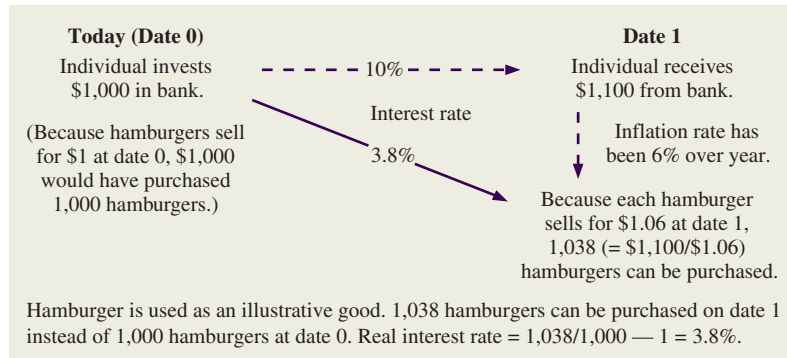 Today (Date 0)
Individual invests
$1,000 in bank.
(Because hamburgers sell
for $1 at date 0, $1,000
would have purchased
1,000 hamburgers.)
10%
Interest rate
3.8%
Date 1
Individual receives
$1,100 from bank.
Inflation rate has
been 6% over year.
Because each hamburger
sells for $1.06 at date 1,
1,038 (= $1,100/$1.06)
hamburgers can be purchased.
Hamburger is used as an illustrative good. 1,038 hamburgers can be purchased on date 1
instead of 1,000 hamburgers at date 0. Real interest rate = 1,038/1,000 — 1 = 3.8%.